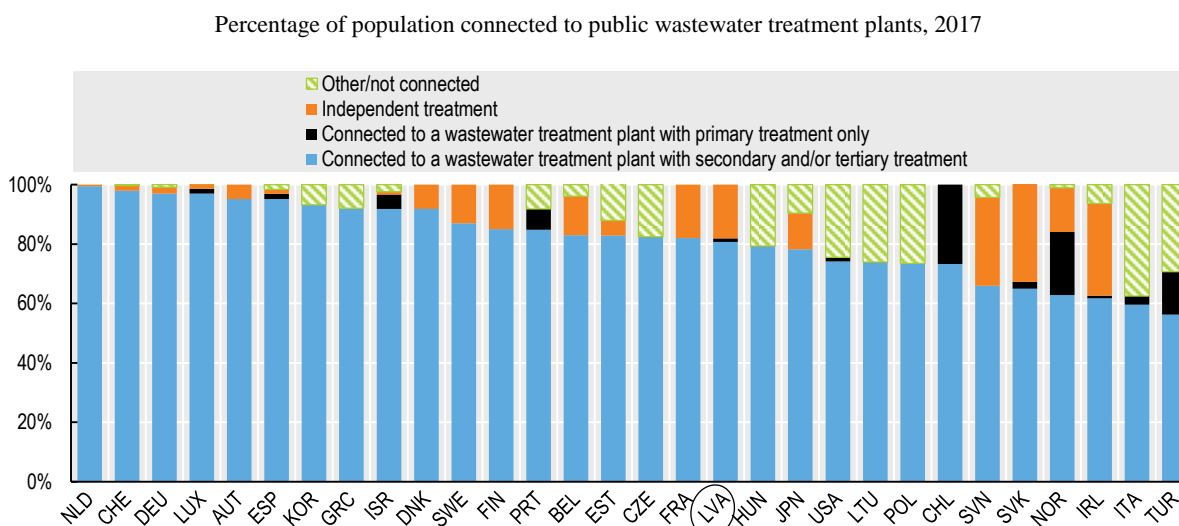 Percentage of population connected to public wastewater treatment plants, 2017
Other/not connected
Independent treatment
Connected to a wastewater treatment plant with primary treatment only
Connected to a wastewater treatment plant with secondary and/or tertiary treatment
100%
80%
60%
40%
20%
0%
NLD CHE DEU LUX AUT ESP KOR GRC ISR DNK SWE FIN PRT BEL EST CZE FRA LVA HUN JPN USA LTU POL CHL SVN SVK NOR IRL ITA TUR